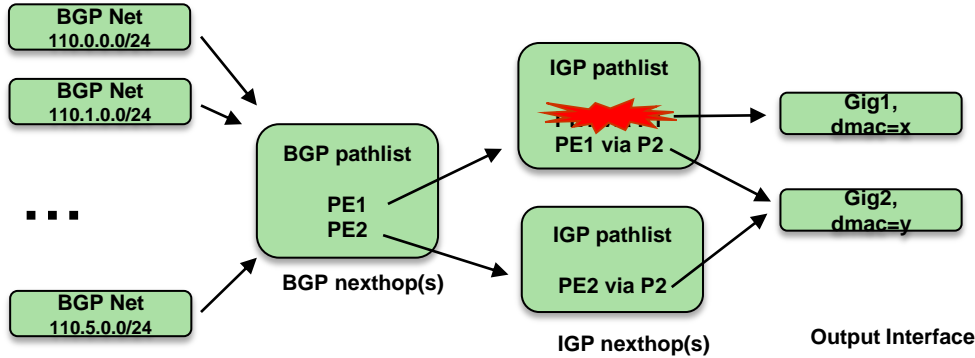 BGP Net
110.0.0.0/24
BGP Net
110.1.0.0/24
...
BGP Net
110.5.0.0/24
BGP pathlist
PE1
PE2
BGP nexthop(s)
IGP pathlist
PE1 via P2
IGP pathlist
PE2 via P2
IGP nexthop(s)
Gig1,
dmac=x
Gig2,
dmac=y
Output Interface